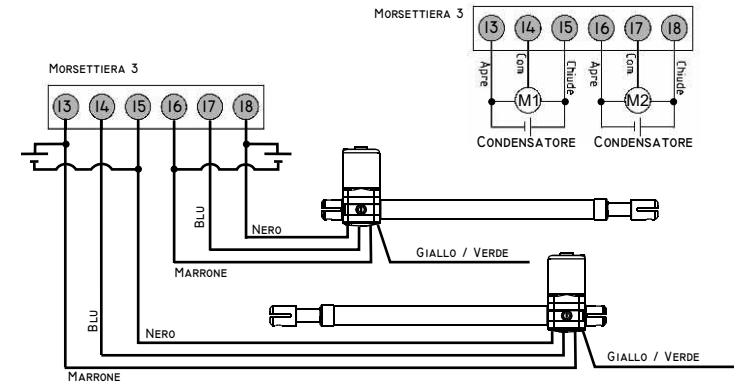 MORSETTIERA 3
13 14 15 16 17 18
Apre Com Chiude Apre Com Chiude
M1 M2
CONDENSATORE CONDENSATORE
MORSETTIERA 3
13 14 15 16 17 18
BLU
NERO
MARRONE
GIALLO / VERDE
BLU
NERO
MARRONE
GIALLO / VERDE